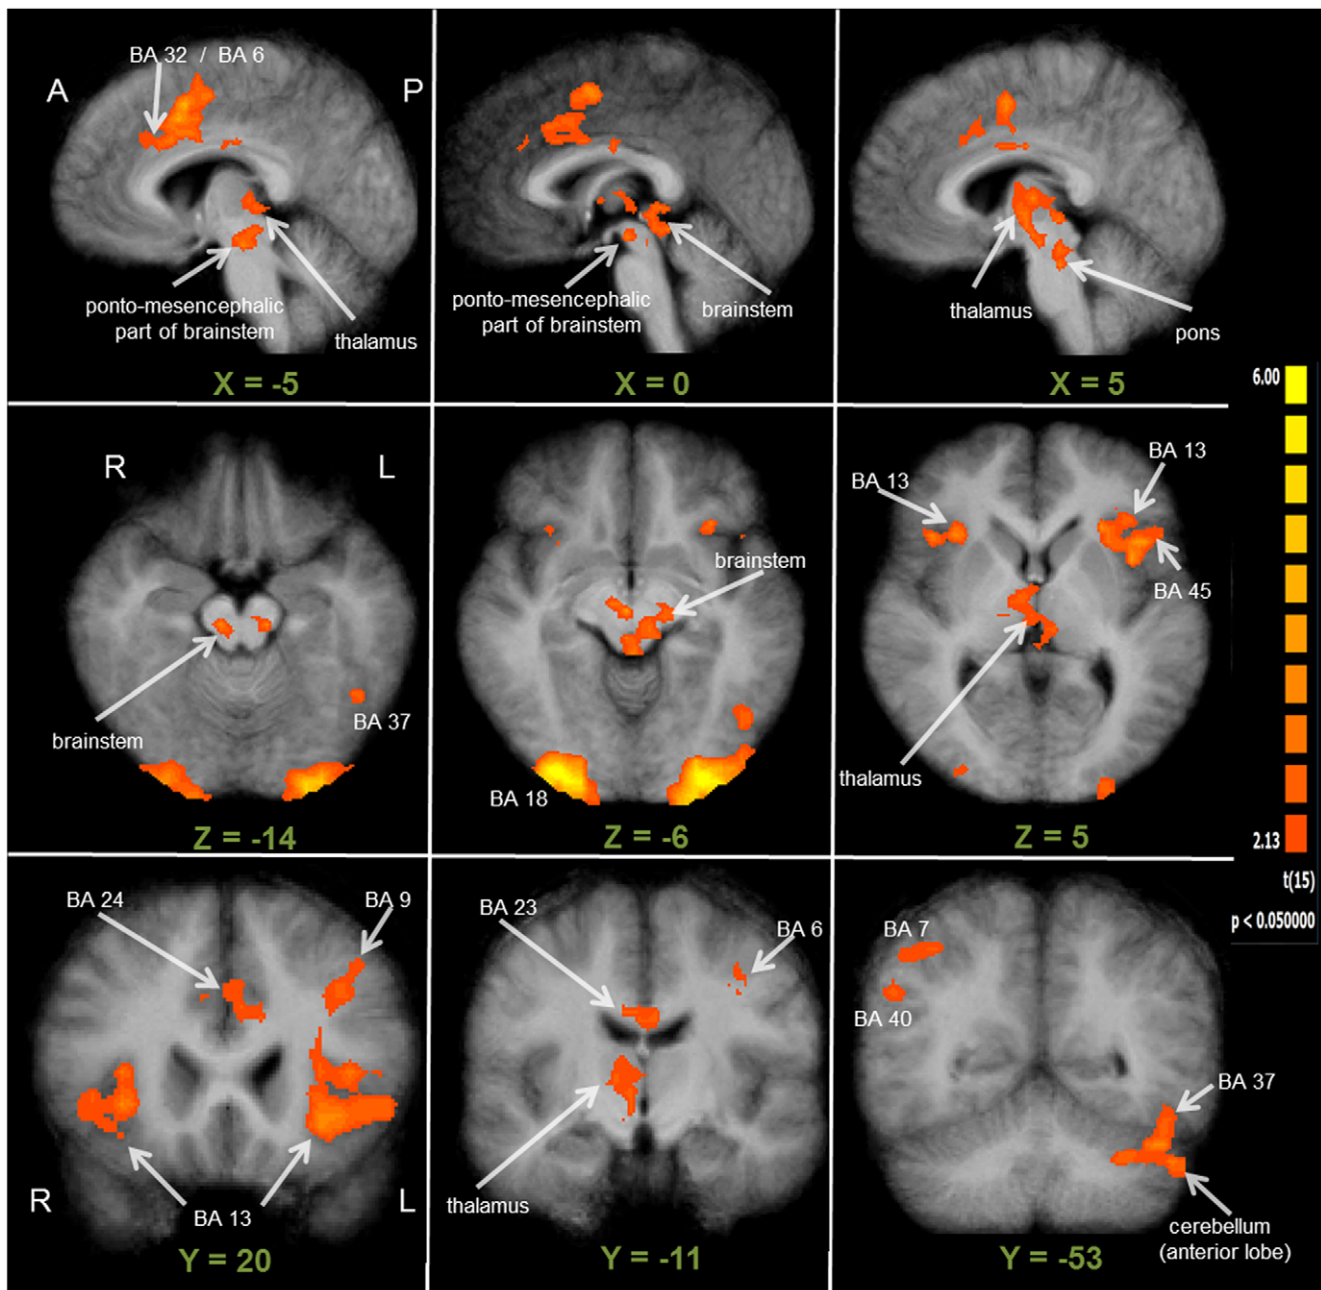 BA 32 / BA 6
A
P
ponto-mesencephalic
part of brainstem
thalamus
X = -5
ponto-mesencephalic
part of brainstem
brainstem
X = 0
thalamus
pons
X = 5
R
L
brainstem
BA 37
Z = -14
brainstem
BA 18
Z = -6
BA 13
BA 13
BA 45
thalamus
Z = 5
6.00
2.13
t(15)
p < 0.050000
BA 24
BA 9
R
L
BA 13
Y = 20
BA 23
BA 6
thalamus
Y = -11
BA 7
BA 40
BA 37
cerebellum
(anterior lobe)
Y = -53